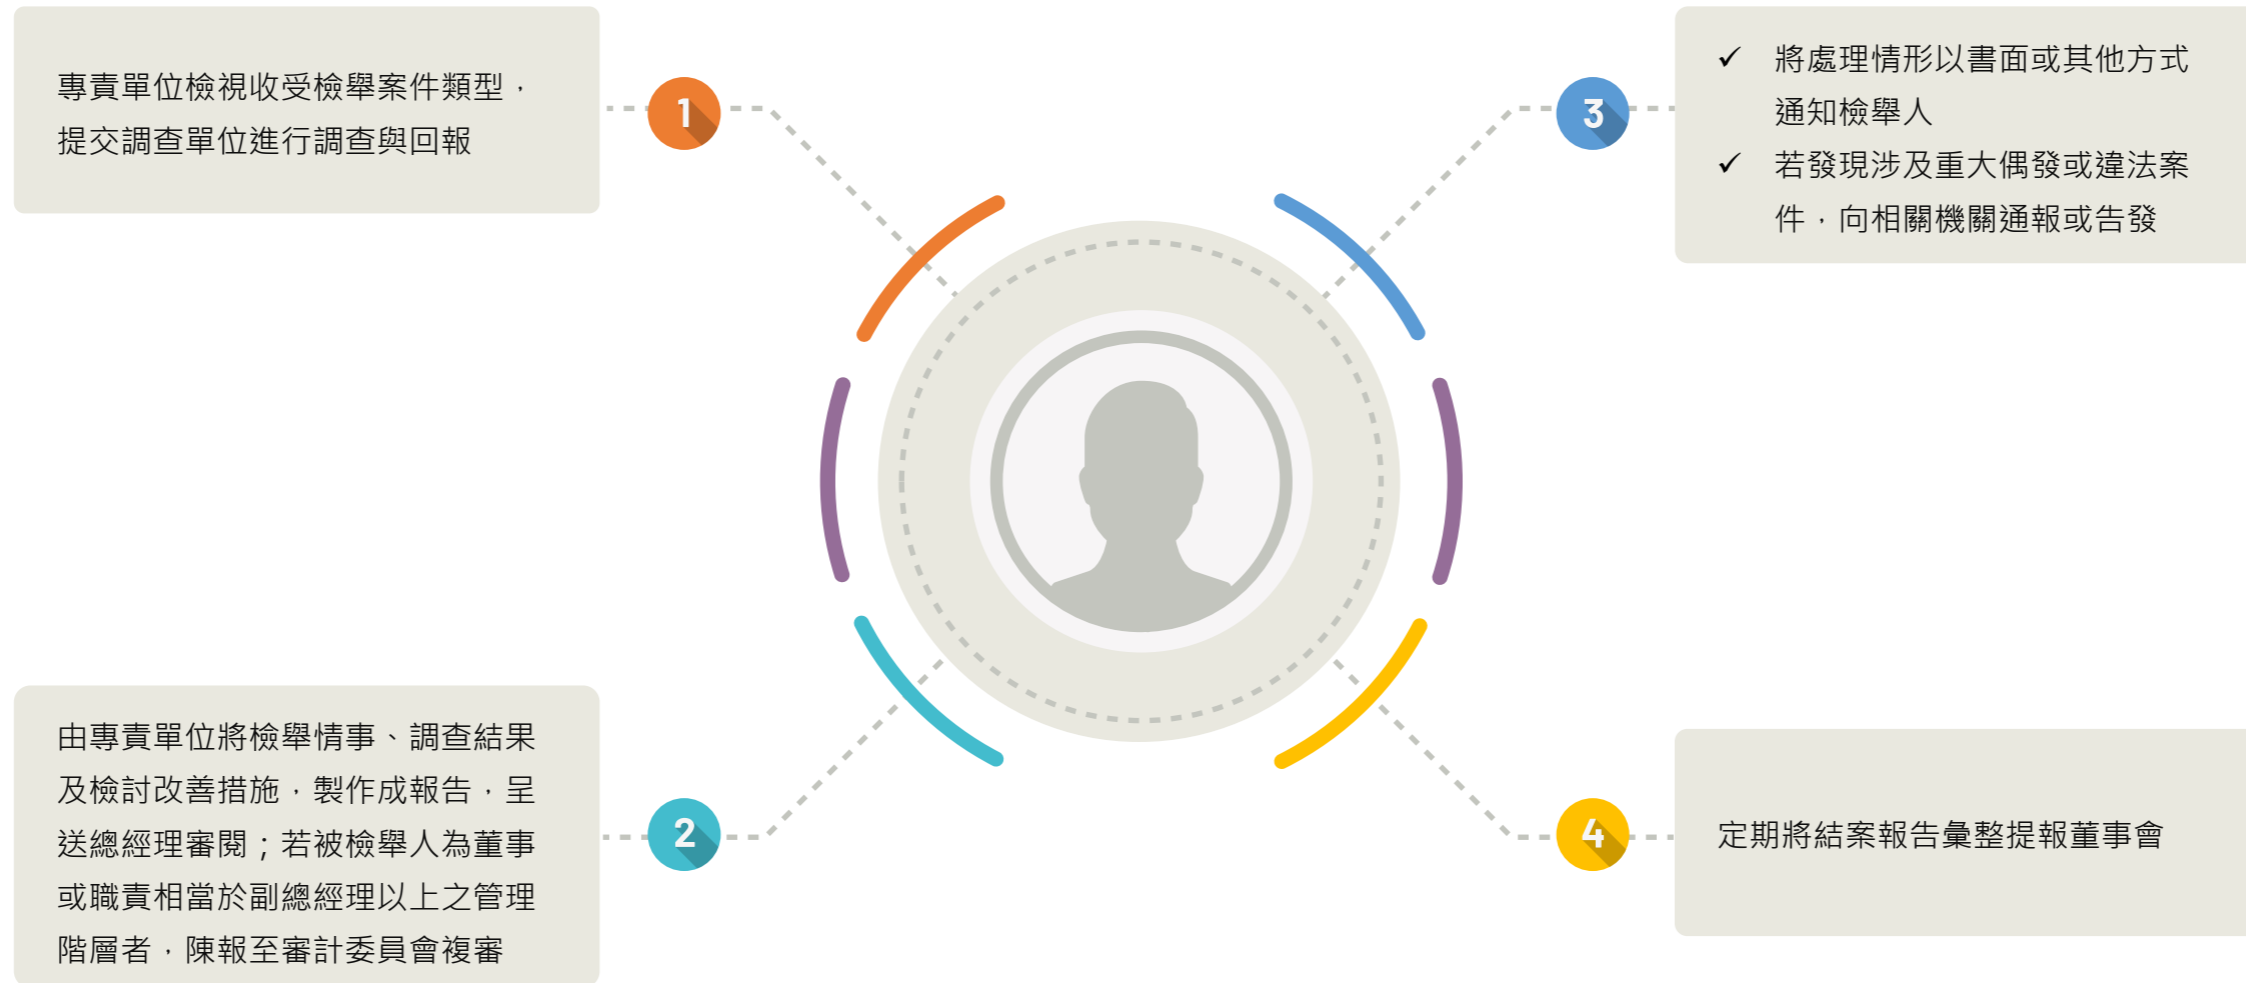 1
專責單位檢視收受檢舉案件類型，
提交調查單位進行調查與回報
2
由專責單位將檢舉情事、調查結果
及檢討改善措施，製作成報告，呈
送總經理審閱；若被檢舉人為董事
或職責相當於副總經理以上之管理
階層者，陳報至審計委員會複審
3
✓ 將處理情形以書面或其他方式
通知檢舉人
✓ 若發現涉及重大偶發或違法案
件，向相關機關通報或告發
4
定期將結案報告彙整提報董事會